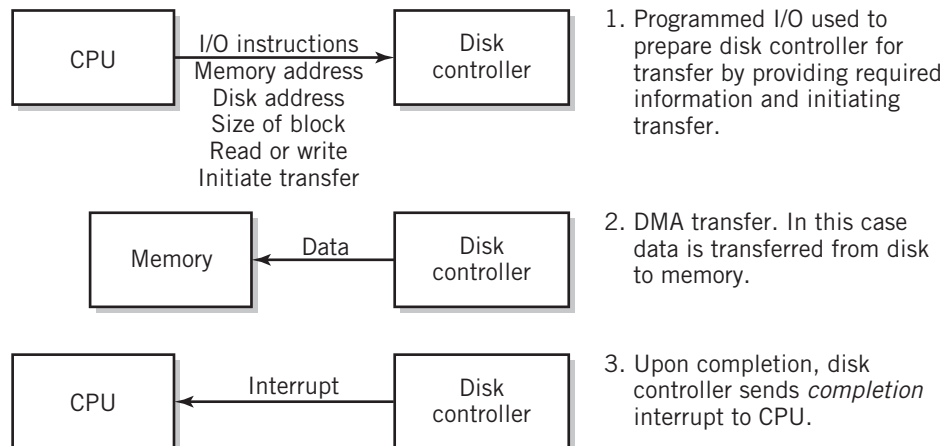 CPU
I/O instructions
Memory address
Disk address
Size of block
Read or write
Initiate transfer
Disk
controller
1. Programmed I/O used to
prepare disk controller for
transfer by providing required
information and initiating
transfer.
Memory
Data
Disk
controller
2. DMA transfer. In this case
data is transferred from disk
to memory.
CPU
Interrupt
Disk
controller
3. Upon completion, disk
controller sends completion
interrupt to CPU.